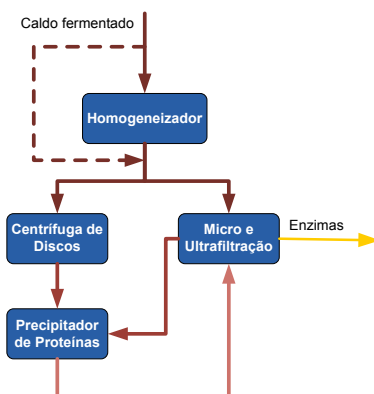 Caldo fermentado
Homogeneizador
Centrífuga de
Discos
Micro e
Ultrafiltração
Enzimas
Precipitador
de Proteínas